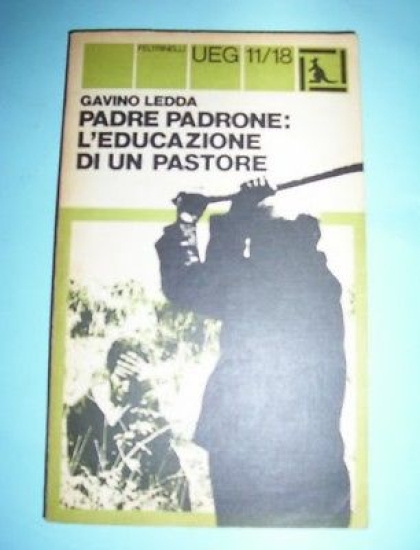 FELTRINELLI UEG 11/18
GAVINO LEDDA
PADRE PADRONE:
L'EDUCAZIONE
DI UN PASTORE